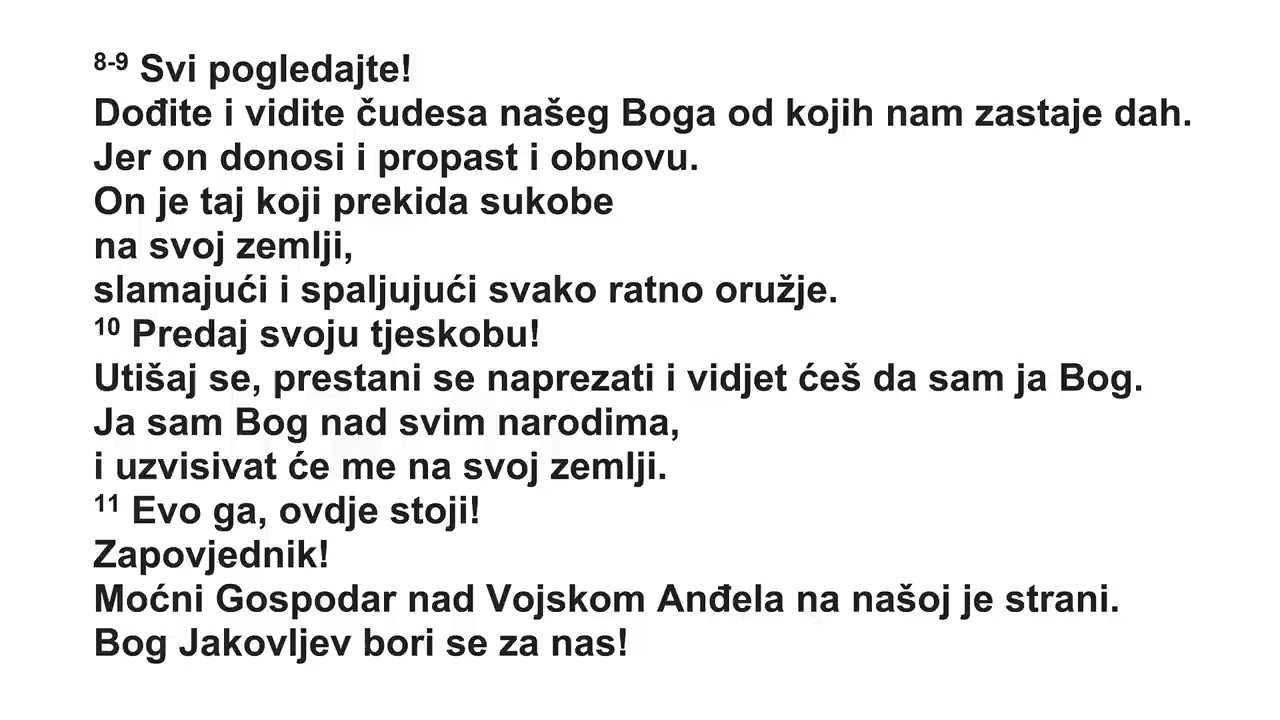 8-9 Svi pogledajte!
Dođite i vidite čudesa našeg Boga od kojih nam zastaje dah.
Jer on donosi i propast i obnovu.
On je taj koji prekida sukobe
na svoj zemlji,
slamajući i spaljujući svako ratno oružje.
10 Predaj svoju tjeskobu!
Utišaj se, prestani se naprezati i vidjet ćeš da sam ja Bog.
Ja sam Bog nad svim narodima,
i uzvisivat će me na svoj zemlji.
11 Evo ga, ovdje stoji!
Zapovjednik!
Moćni Gospodar nad Vojskom Anđela na našoj je strani.
Bog Jakovljev bori se za nas!